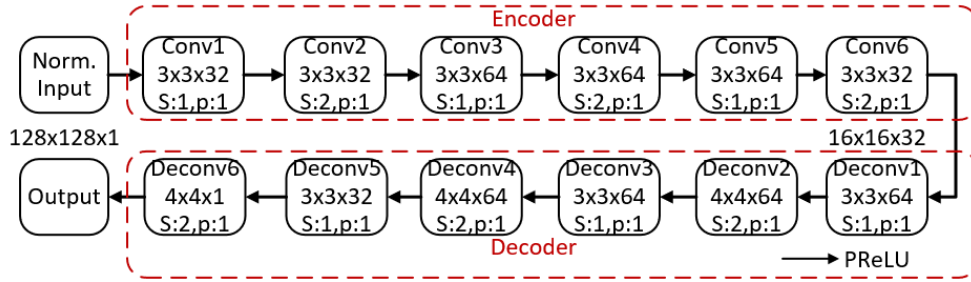 Encoder
Norm.
Input
Conv1
3x3x32
S:1,p:1
Conv2
3x3x32
S:2,p:1
Conv3
3x3x64
S:1,p:1
Conv4
3x3x64
S:2,p:1
Conv5
3x3x64
S:1,p:1
Conv6
3x3x32
S:2,p:1
128x128x1
16x16x32
Output
Deconv6
4x4x1
S:2,p:1
Deconv5
3x3x32
S:1,p:1
Deconv4
4x4x64
S:2,p:1
Deconv3
3x3x64
S:1,p:1
Deconv2
4x4x64
S:2,p:1
Deconv1
3x3x64
S:1,p:1
Decoder
PReLU